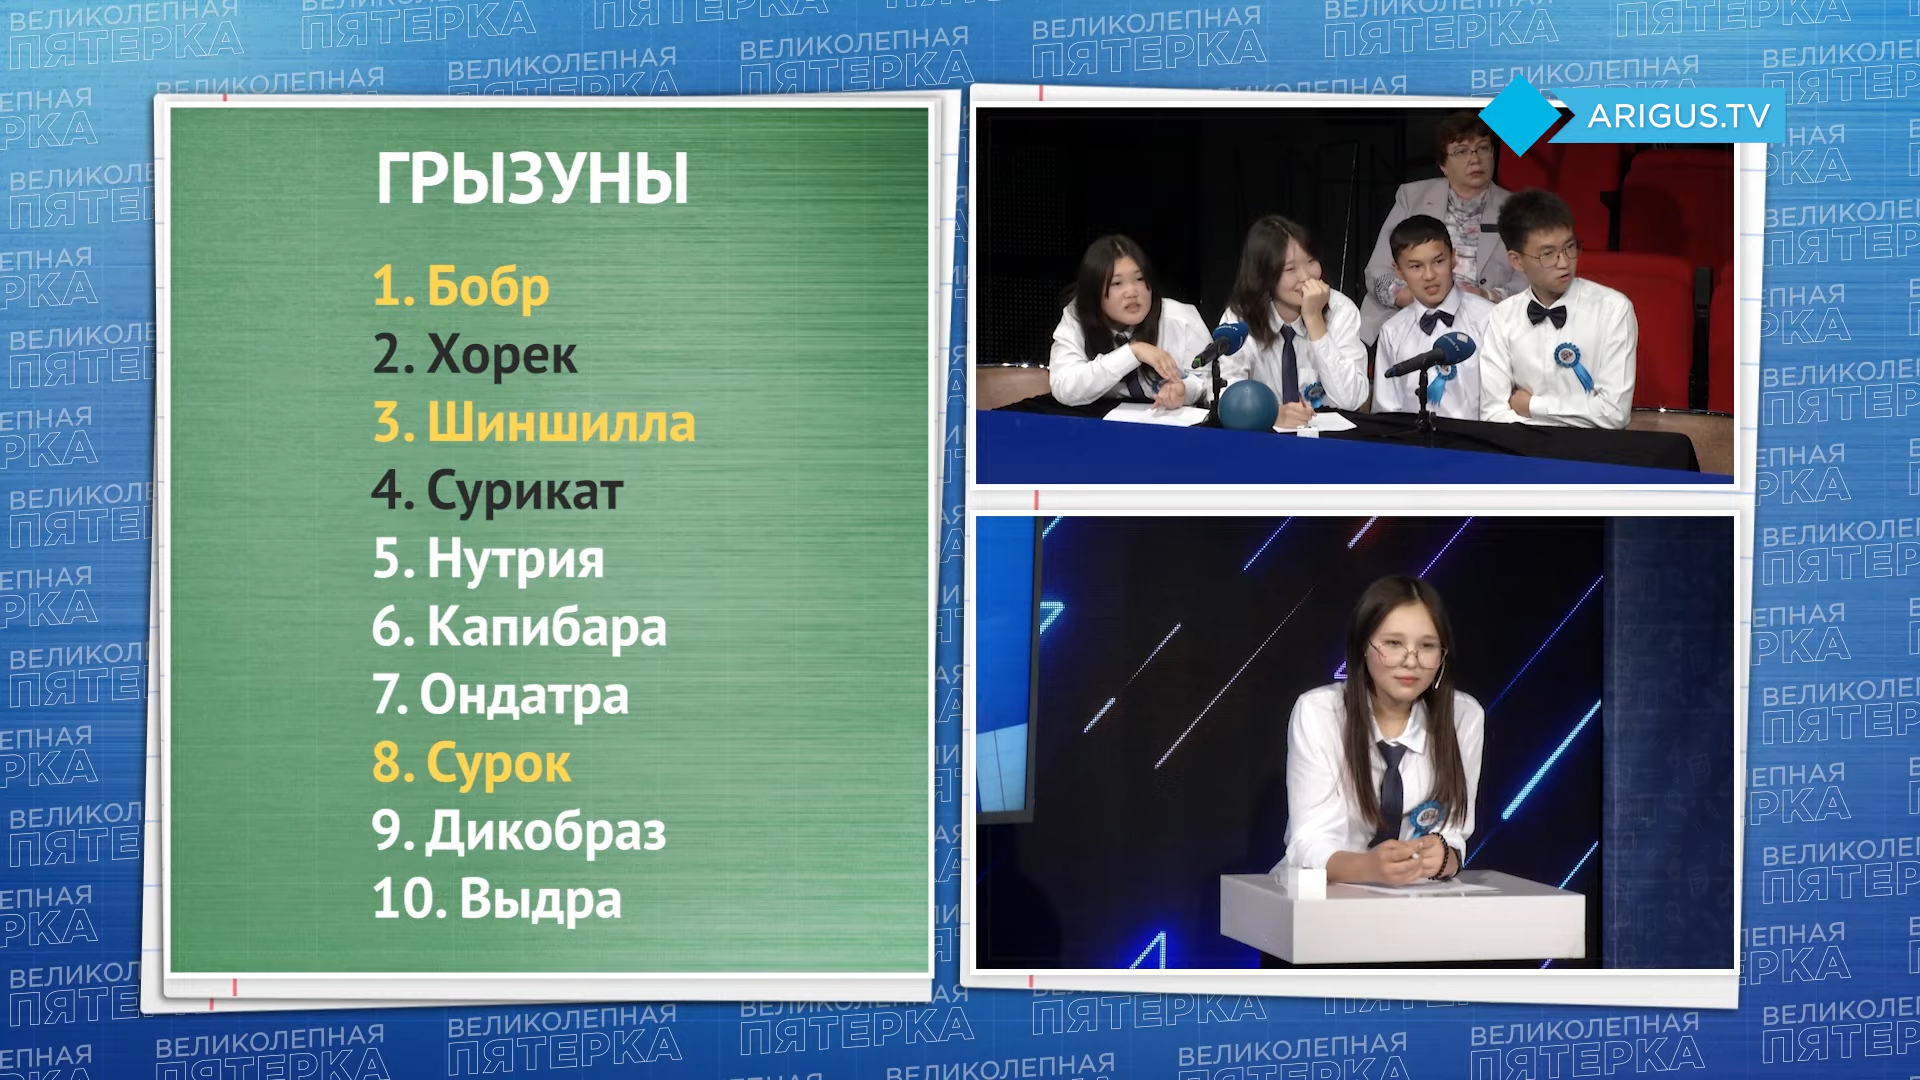 ГРЫЗУНЫ
1. Бобр
2. Хорек
3. Шиншилла
4. Сурикат
5. Нутрия
6. Капибара
7. Ондатра
8. Сурок
9. Дикобраз
10. Выдра
ARIGUS.TV
ВЕЛИКОЛЕПНАЯ
ПЯТЕРКА